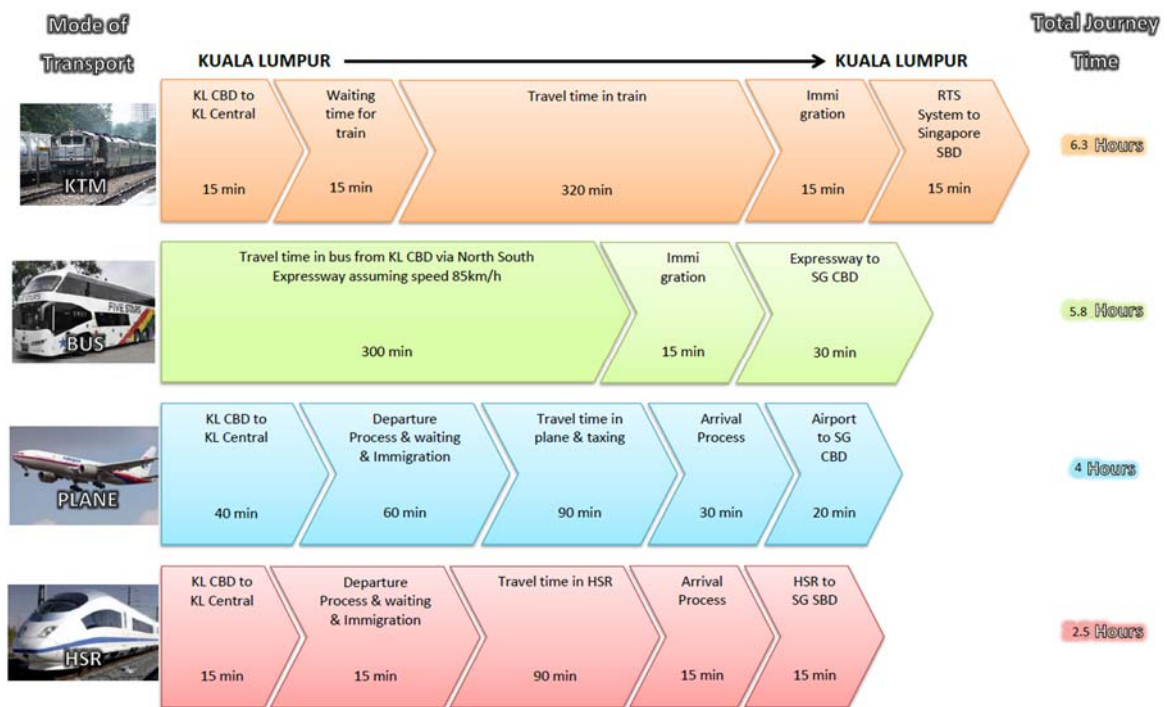 Mode of
Transport
Total Journey
Time
KUALA LUMPUR
KUALA LUMPUR
KTM
KL CBD to
KL Central
15 min
Waiting
time for
train
15 min
Travel time in train
320 min
Immi
gration
15 min
RTS
System to
Singapore
SBD
15 min
6.3 Hours
FIVE STARS
BUS
Travel time in bus from KL CBD via North South
Expressway assuming speed 85km/h
300 min
Immi
gration
15 min
Expressway to
SG CBD
30 min
5.8 Hours
PLANE
KL CBD to
KL Central
40 min
Departure
Process & waiting
& Immigration
60 min
Travel time in
plane & taxing
90 min
Arrival
Process
30 min
Airport
to SG
CBD
20 min
4 Hours
HSR
KL CBD to
KL Central
15 min
Departure
Process & waiting
& Immigration
15 min
Travel time in HSR
90 min
Arrival
Process
15 min
HSR to
SG SBD
15 min
2.5 Hours